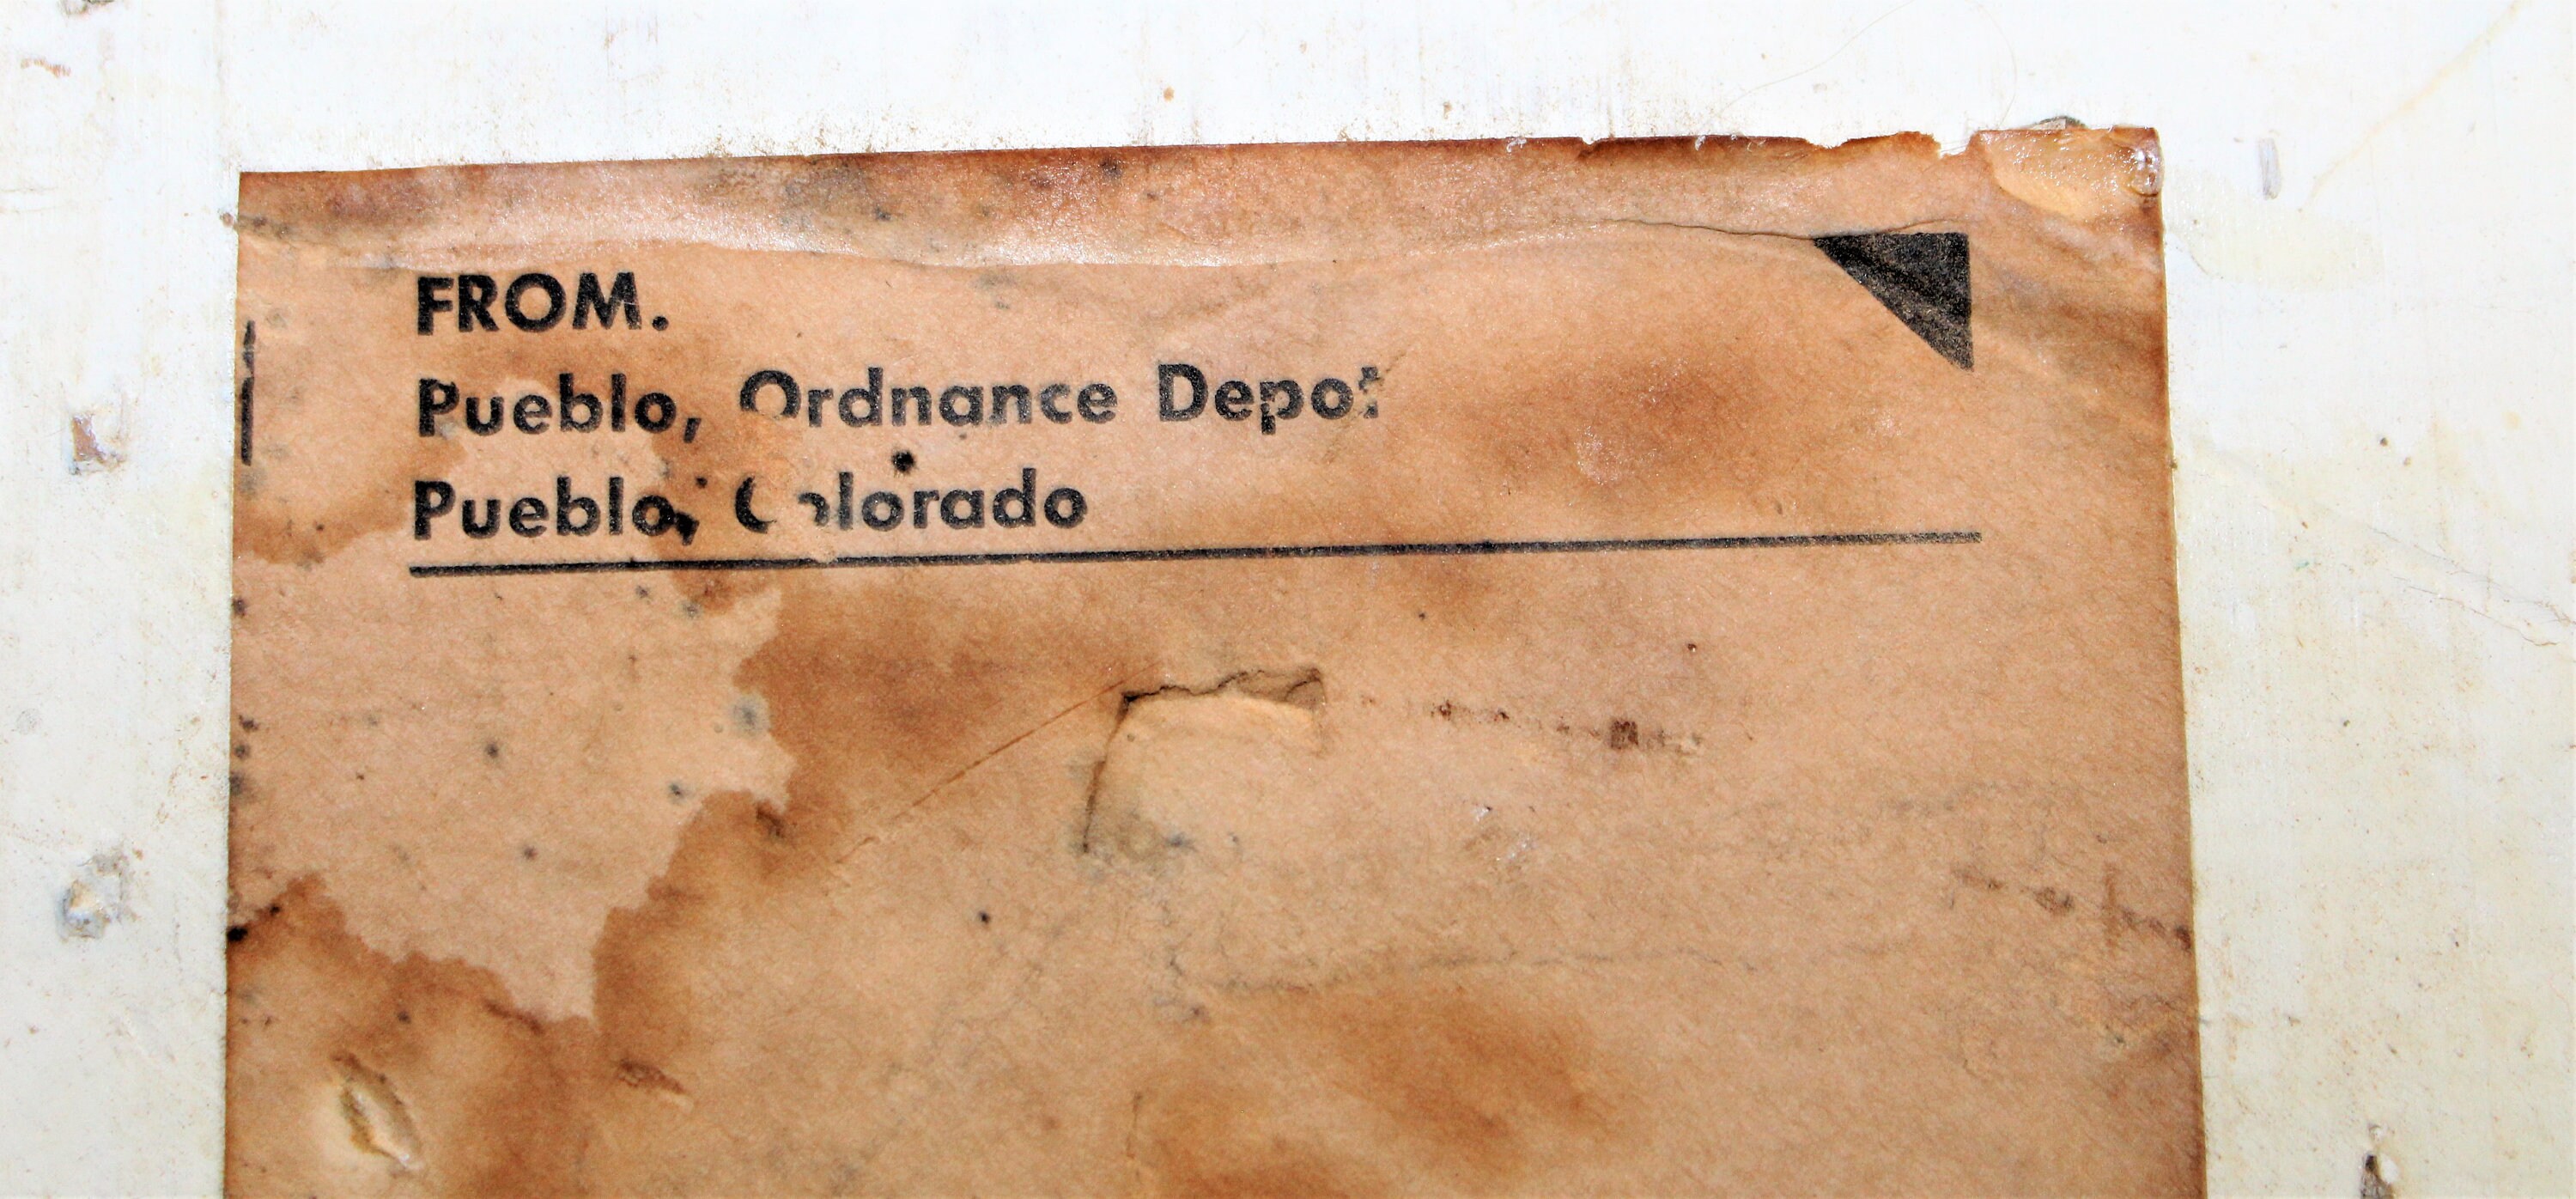 FROM.
Pueblo, Ordnance Depot
Pueblo, Colorado